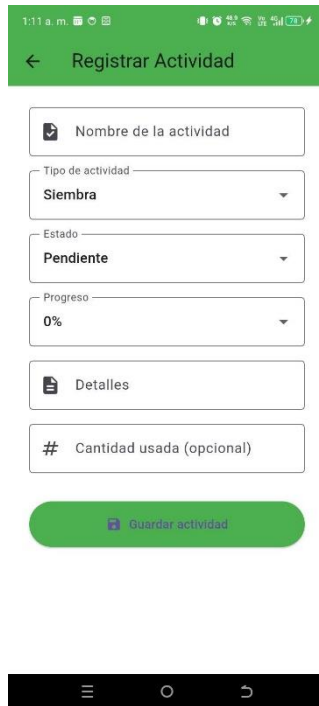 1:11 a. m.
Registrar Actividad
Nombre de la actividad
Tipo de actividad
Siembra
Estado
Pendiente
Progreso
0%
Detalles
# Cantidad usada (opcional)
Guardar actividad